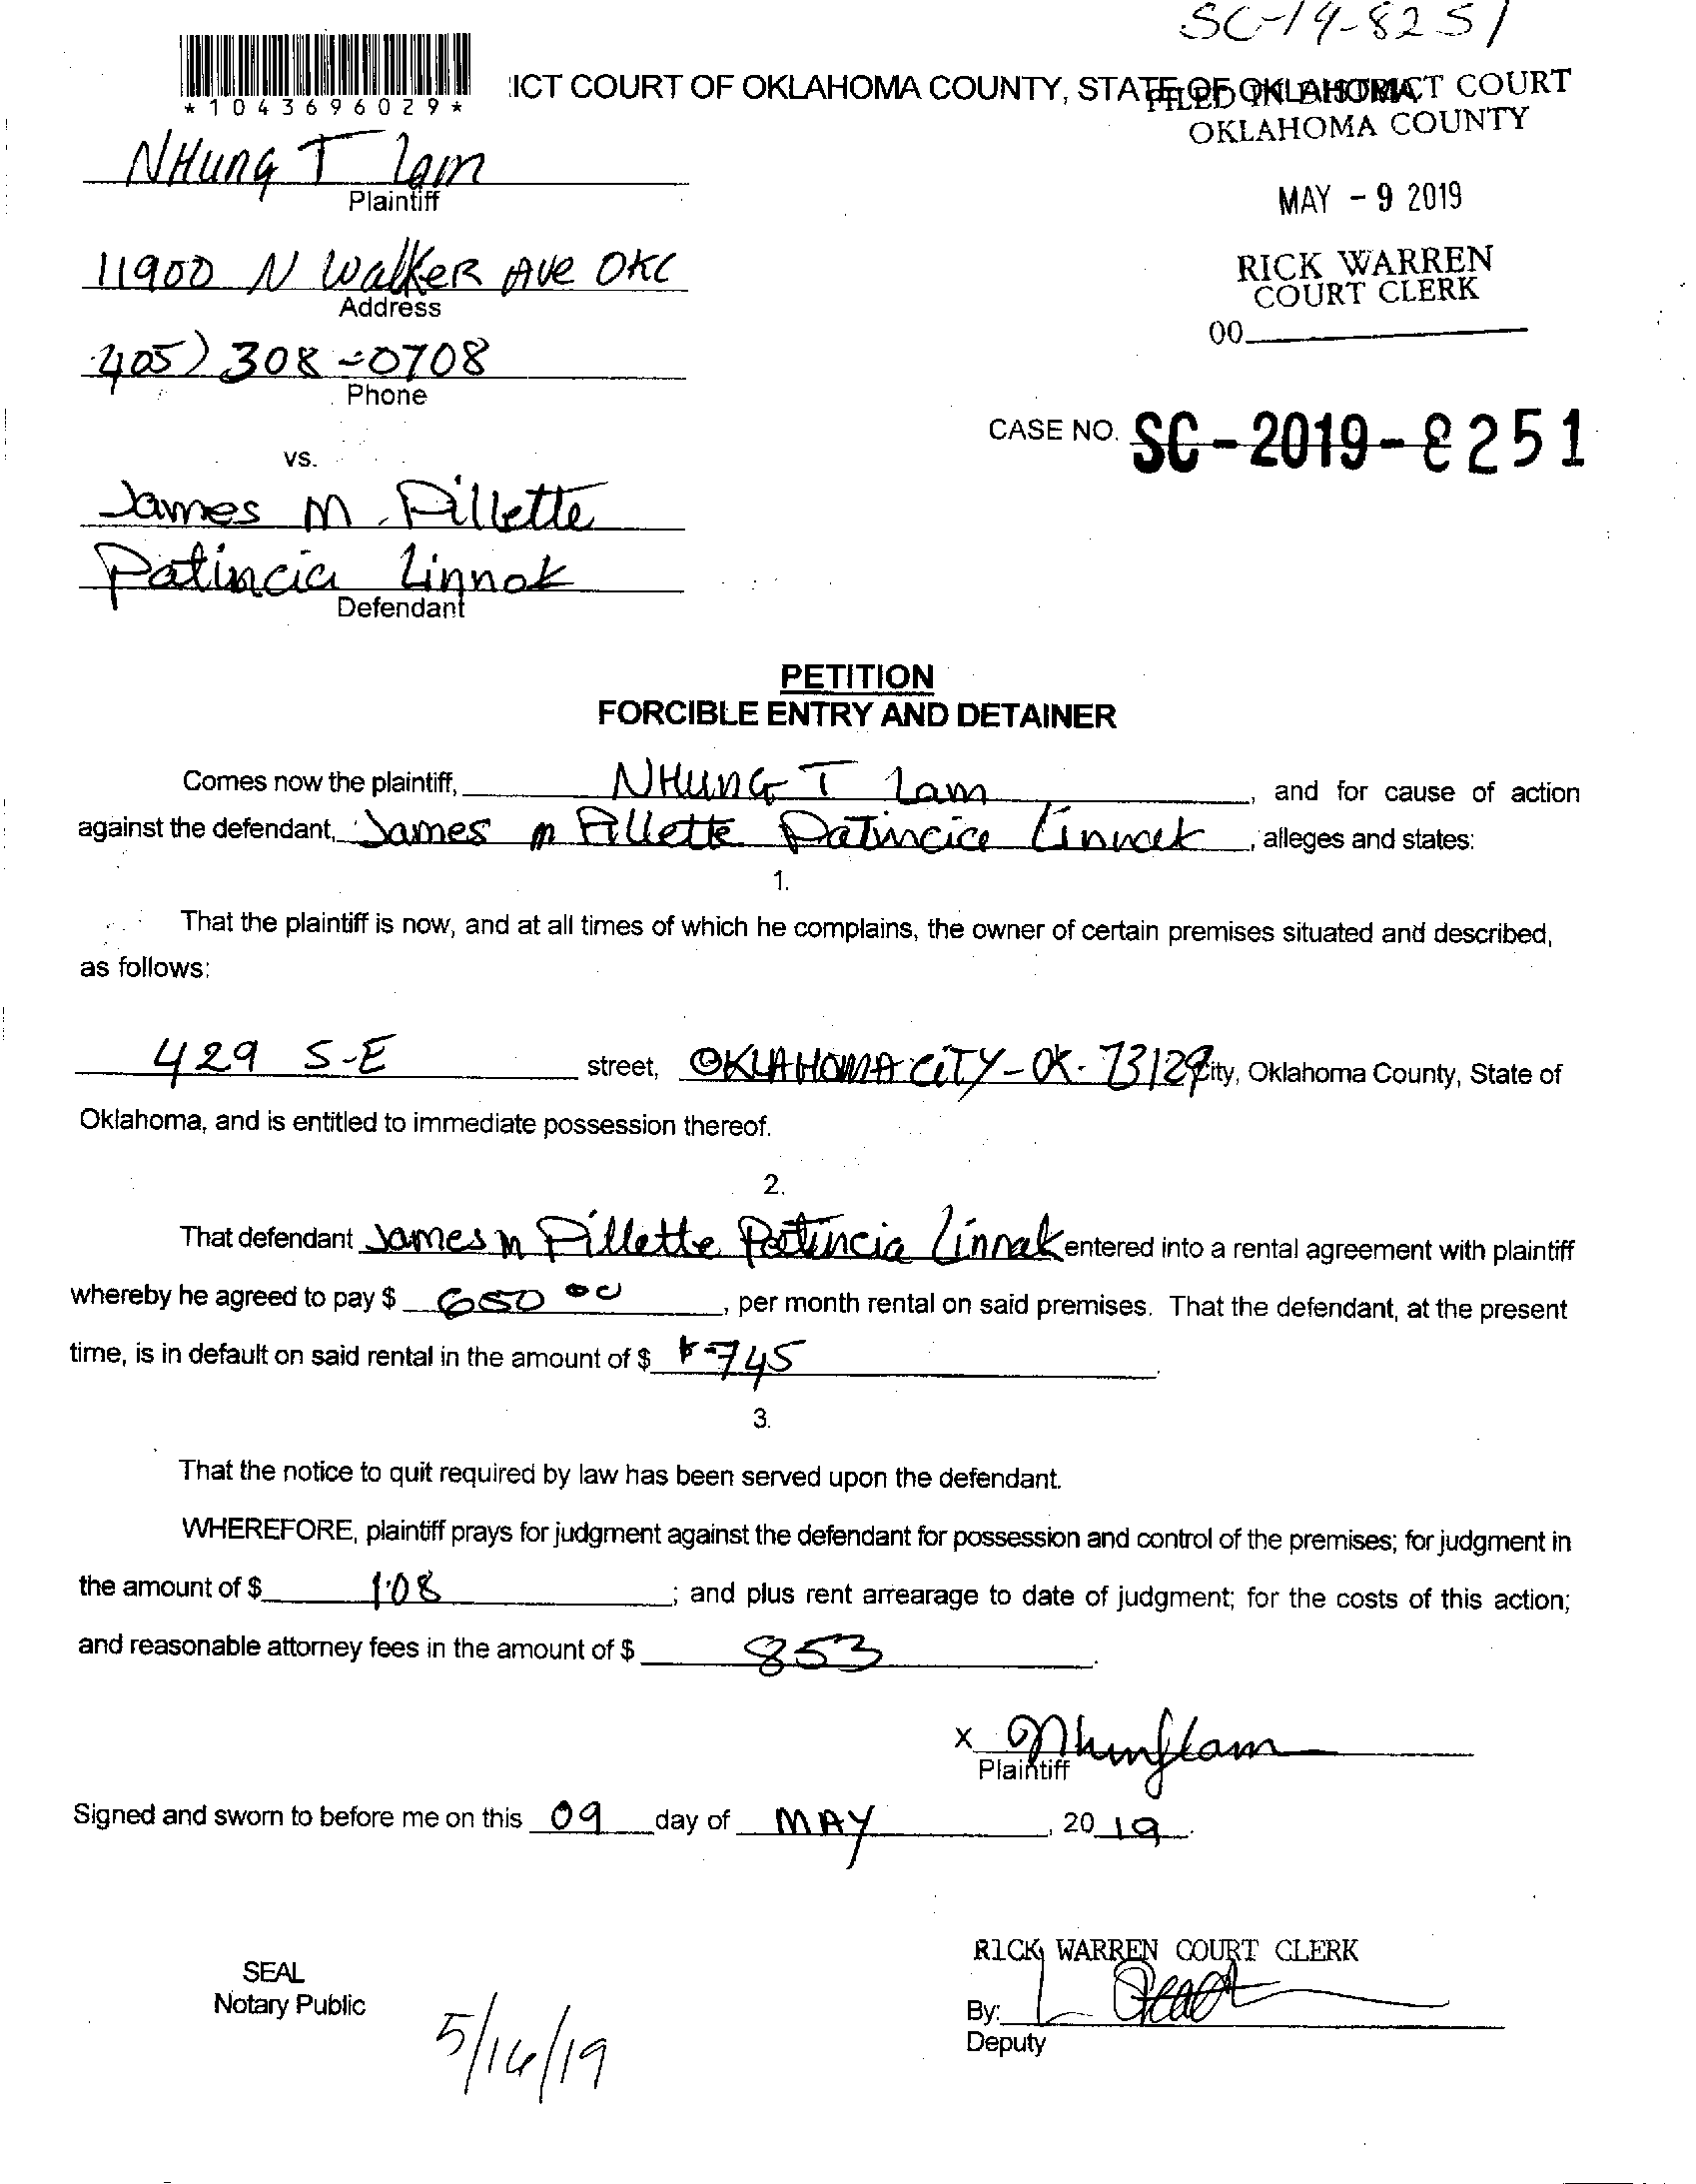 SC-19-8251
*1043696029*
ICT COURT OF OKLAHOMA COUNTY, STATE OF OKLAHOMA
FILED IN DISTRICT COURT
OKLAHOMA COUNTY
NHung T Lam
Plaintiff
MAY - 9 2019
11900 N WalkeR Ave OKC
Address
RICK WARREN
COURT CLERK
00
405) 308-0708
Phone
CASE NO. SC-2019-8251
vs.
James M. Pillette
Patincia Linnok
Defendant
PETITION
FORCIBLE ENTRY AND DETAINER
Comes now the plaintiff, NHUNG T Lam, and for cause of action
against the defendant, James m Pillette Patincia, alleges and states:
1.
That the plaintiff is now, and at all times of which he complains, the owner of certain premises situated and described,
as follows:
429 S-E street, OKLAHOMA CiTY-OK. 73129 City, Oklahoma County, State of
Oklahoma, and is entitled to immediate possession thereof.
2.
That defendant James m Pillette Patincia Linnak entered into a rental agreement with plaintiff
whereby he agreed to pay $ 650 00, per month rental on said premises. That the defendant, at the present
time, is in default on said rental in the amount of $ 745.
3.
That the notice to quit required by law has been served upon the defendant.
WHEREFORE, plaintiff prays for judgment against the defendant for possession and control of the premises; for judgment in
the amount of $ 108; and plus rent arrearage to date of judgment; for the costs of this action;
and reasonable attorney fees in the amount of $ 853.
x Nhunglam
Plaintiff
Signed and sworn to before me on this 09 day of MAY, 20 19.
RICK WARREN COURT CLERK
SEAL
Notary Public
By:
Deputy
5/16/19